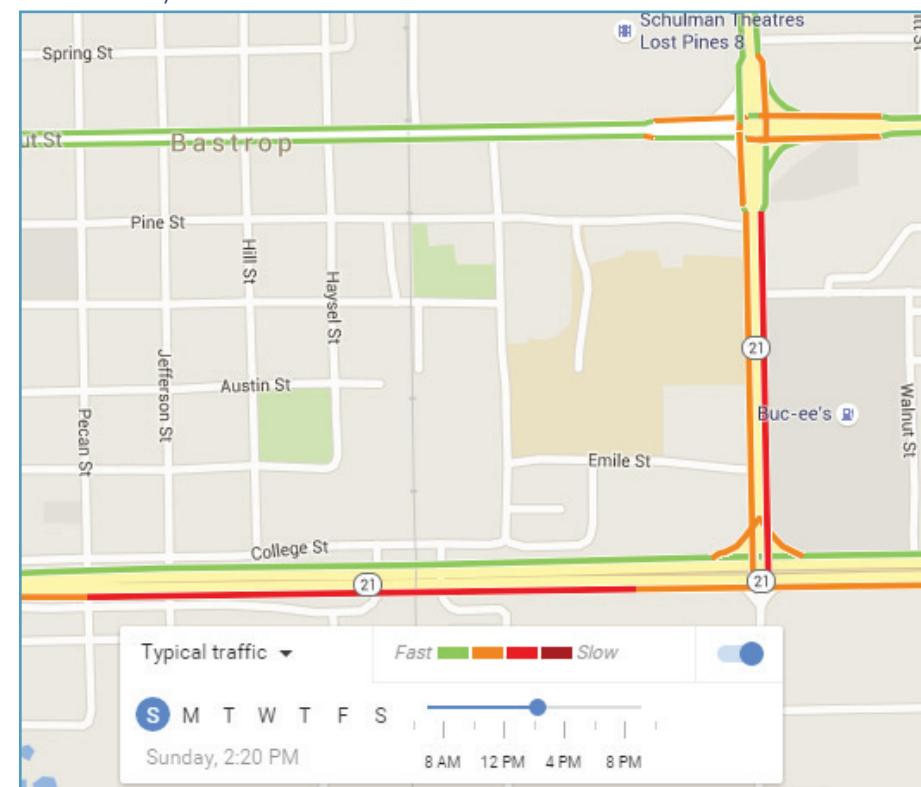 Schulman Theatres
Lost Pines 8
Spring St
ut St
Bastrop
Pine St
Hill St
Haysel St
21
Jefferson St
Austin St
Buc-ee's
Pecan St
Walnut St
Emile St
College St
21
21
Typical traffic
Fast
Slow
S M T W T F S
Sunday, 2:20 PM
8 AM 12 PM 4 PM 8 PM